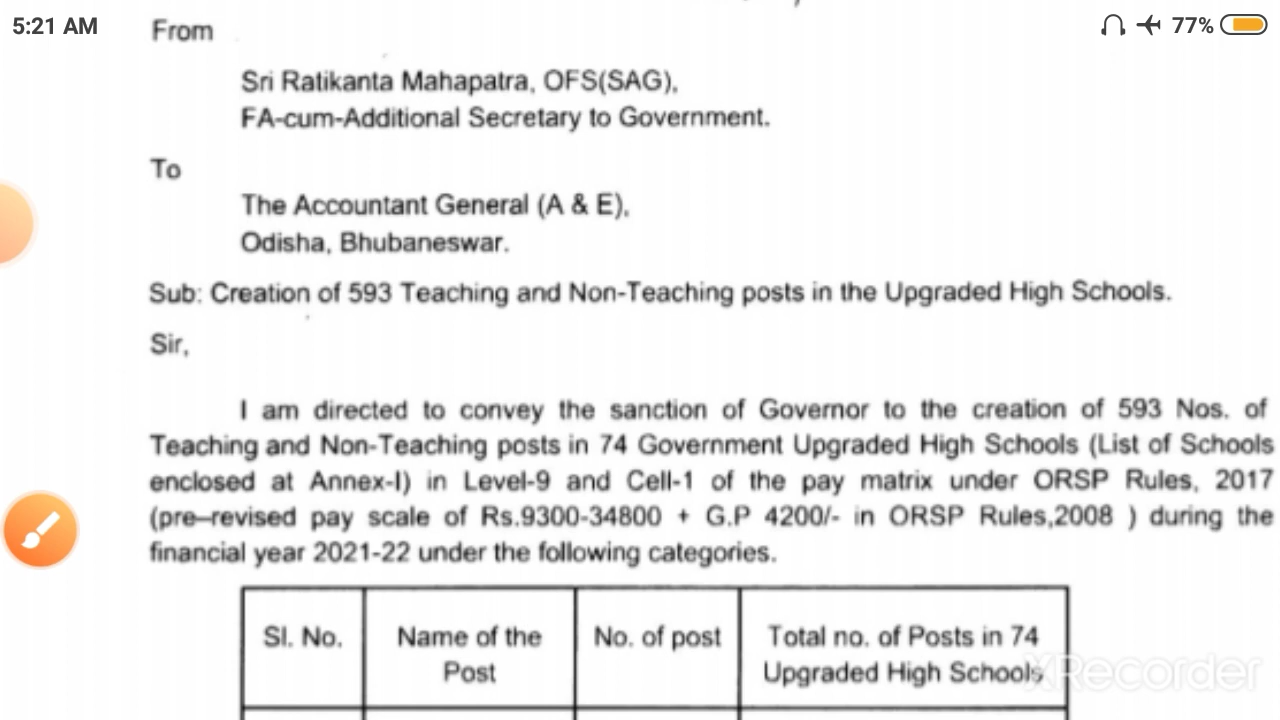 5:21 AM
77%
From
Sri Ratikanta Mahapatra, OFS(SAG),
FA-cum-Additional Secretary to Government.
To
The Accountant General (A & E),
Odisha, Bhubaneswar.
Sub: Creation of 593 Teaching and Non-Teaching posts in the Upgraded High Schools.
Sir,
I am directed to convey the sanction of Governor to the creation of 593 Nos. of
Teaching and Non-Teaching posts in 74 Government Upgraded High Schools (List of Schools
enclosed at Annex-I) in Level-9 and Cell-1 of the pay matrix under ORSP Rules, 2017
(pre–revised pay scale of Rs.9300-34800 + G.P 4200/- in ORSP Rules,2008 ) during the
financial year 2021-22 under the following categories.
Sl. No.
Name of the
Post
No. of post
Total no. of Posts in 74
Upgraded High Schools
XRecorder